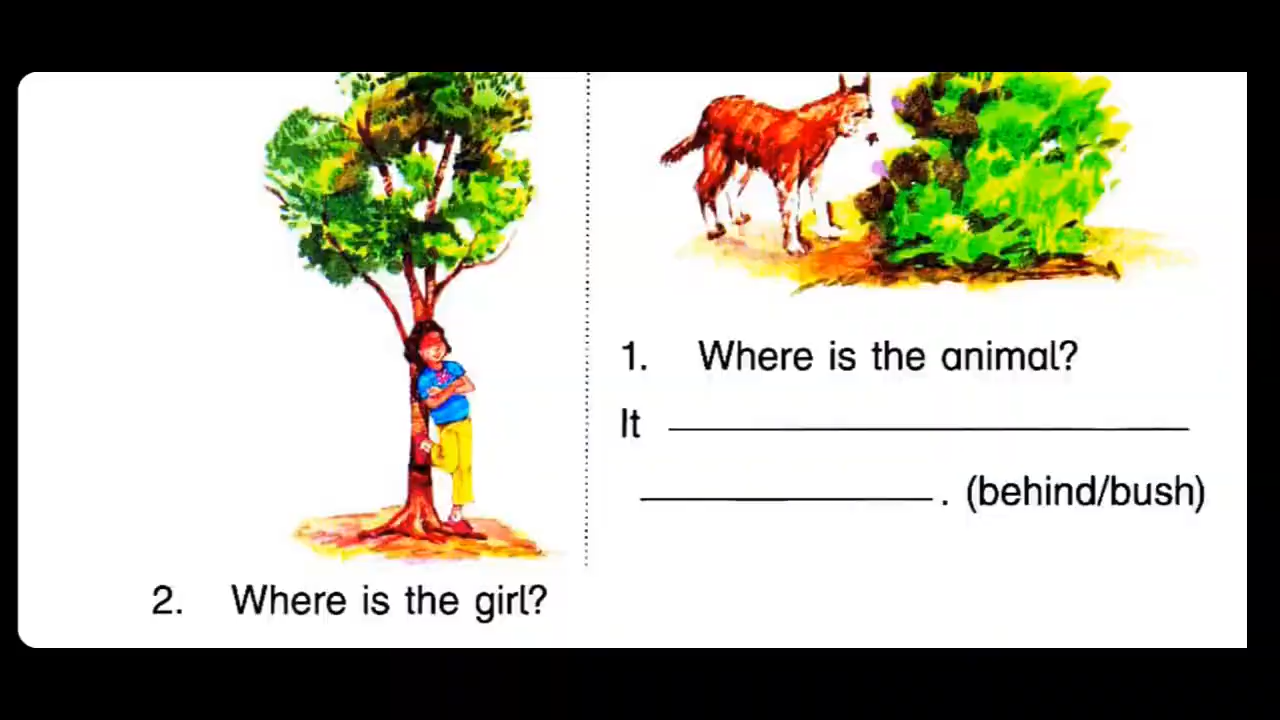 1. Where is the animal?
It
. (behind/bush)
2. Where is the girl?